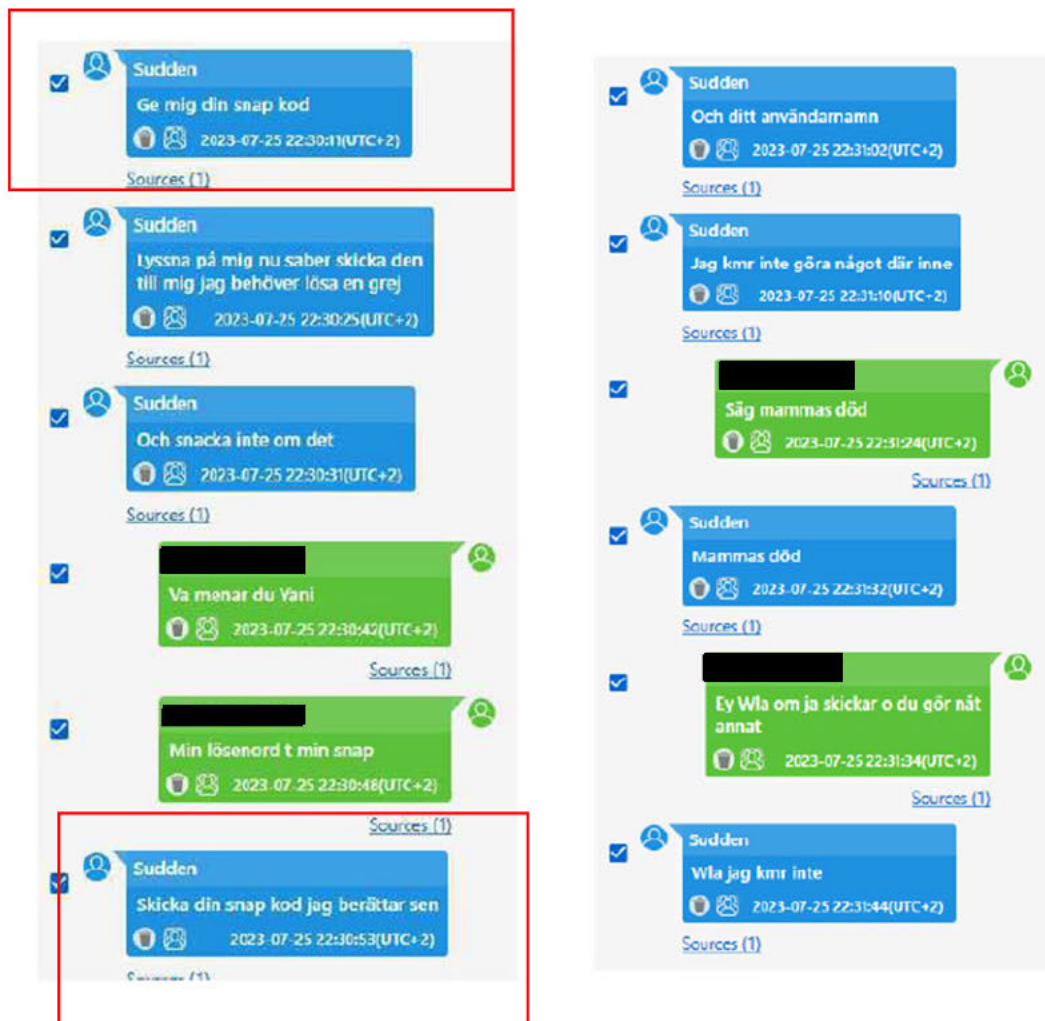 Sudden
Ge mig din snap kod
2023-07-25 22:30:11(UTC+2)
Sources (1)
Sudden
Lyssna på mig nu saber skicka den
till mig jag behöver lösa en grej
2023-07-25 22:30:25(UTC+2)
Sources (1)
Sudden
Och snacka inte om det
2023-07-25 22:30:31(UTC+2)
Sources (1)
Va menar du Yani
2023-07-25 22:30:42(UTC+2)
Sources (1)
Min lösenord t min snap
2023-07-25 22:30:48(UTC+2)
Sources (1)
Sudden
Skicka din snap kod jag berättar sen
2023-07-25 22:30:53(UTC+2)
Sources (1)
Sudden
Och ditt användarnamn
2023-07-25 22:31:02(UTC+2)
Sources (1)
Sudden
Jag kmr inte göra något där inne
2023-07-25 22:31:10(UTC+2)
Sources (1)
Säg mammas död
2023-07-25 22:31:24(UTC+2)
Sources (1)
Sudden
Mammas död
2023-07-25 22:31:32(UTC+2)
Sources (1)
Ey Wla om ja skickar o du gör nåt
annat
2023-07-25 22:31:34(UTC+2)
Sources (1)
Sudden
Wla jag kmr inte
2023-07-25 22:31:44(UTC+2)
Sources (1)